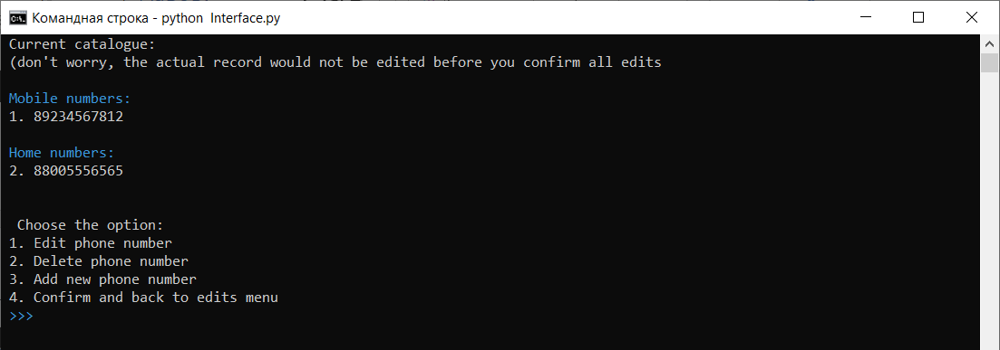 Командная строка - python Interface.py
Current catalogue:
(don't worry, the actual record would not be edited before you confirm all edits
Mobile numbers:
1. 89234567812
Home numbers:
2. 88005556565
Choose the option:
1. Edit phone number
2. Delete phone number
3. Add new phone number
4. Confirm and back to edits menu
>>>